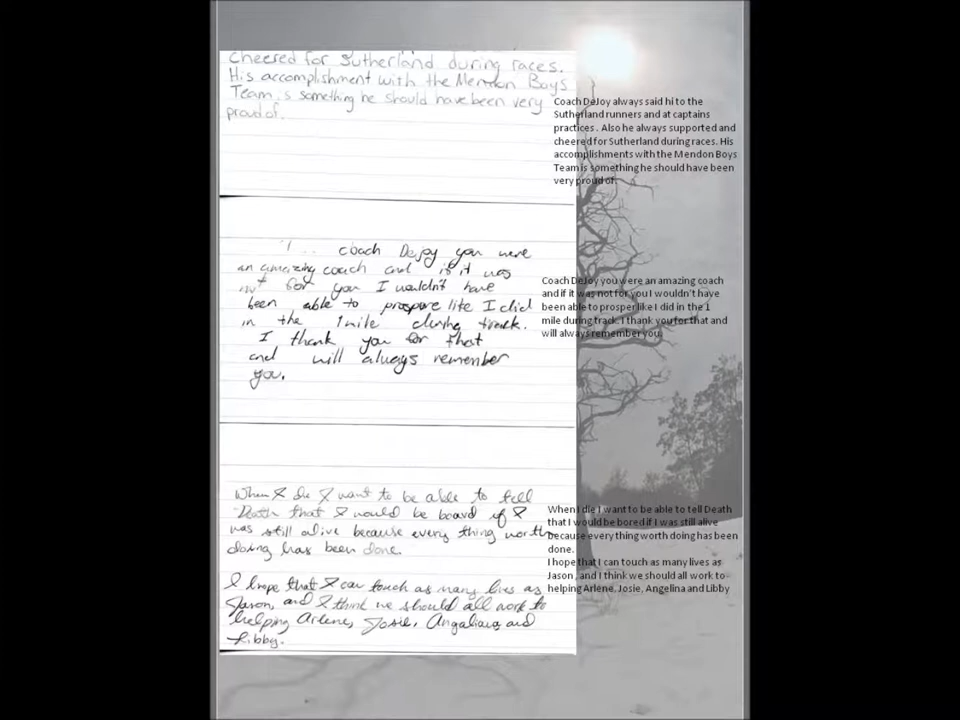 cheered for Sutherland during races.
His accomplishment with the Mendon Boy's
Team is something he should have been very
proud of.
Coach DeJoy always said hi to the
Sutherland runners and at captains
practices . Also he always supported and
cheered for Sutherland during races. His
accomplishments with the Mendon Boys
Team is something he should have been
very proud of.
coach Dejoy you were
an amazing coach and if it was
not for you I wouldn't have
been able to prospere like I did
in the 1mile during track.
I thank you for that
and will always remember
you.
Coach DeJoy you were an amazing coach
and if it was not for you I wouldn't have
been able to prosper like I did in the 1
mile during track. I thank you for that and
will always remember you.
When I die I want to be able to tell
Death that I would be board if I
was still alive because every thing worth
doing has been done.
I hope that I can touch as many lives as
Jason, and I think we should all work to
helping Arlene, Josie, Angaliana and
Libby.
When I die I want to be able to tell Death
that I would be bored if I was still alive
because every thing worth doing has been
done.
I hope that I can touch as many lives as
Jason , and I think we should all work to
helping Arlene, Josie, Angelina and Libby